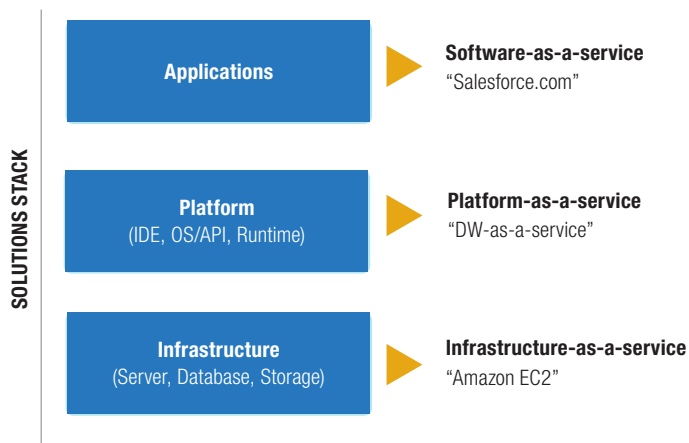 SOLUTIONS STACK
Applications
Software-as-a-service
“Salesforce.com”
Platform
(IDE, OS/API, Runtime)
Platform-as-a-service
“DW-as-a-service”
Infrastructure
(Server, Database, Storage)
Infrastructure-as-a-service
“Amazon EC2”